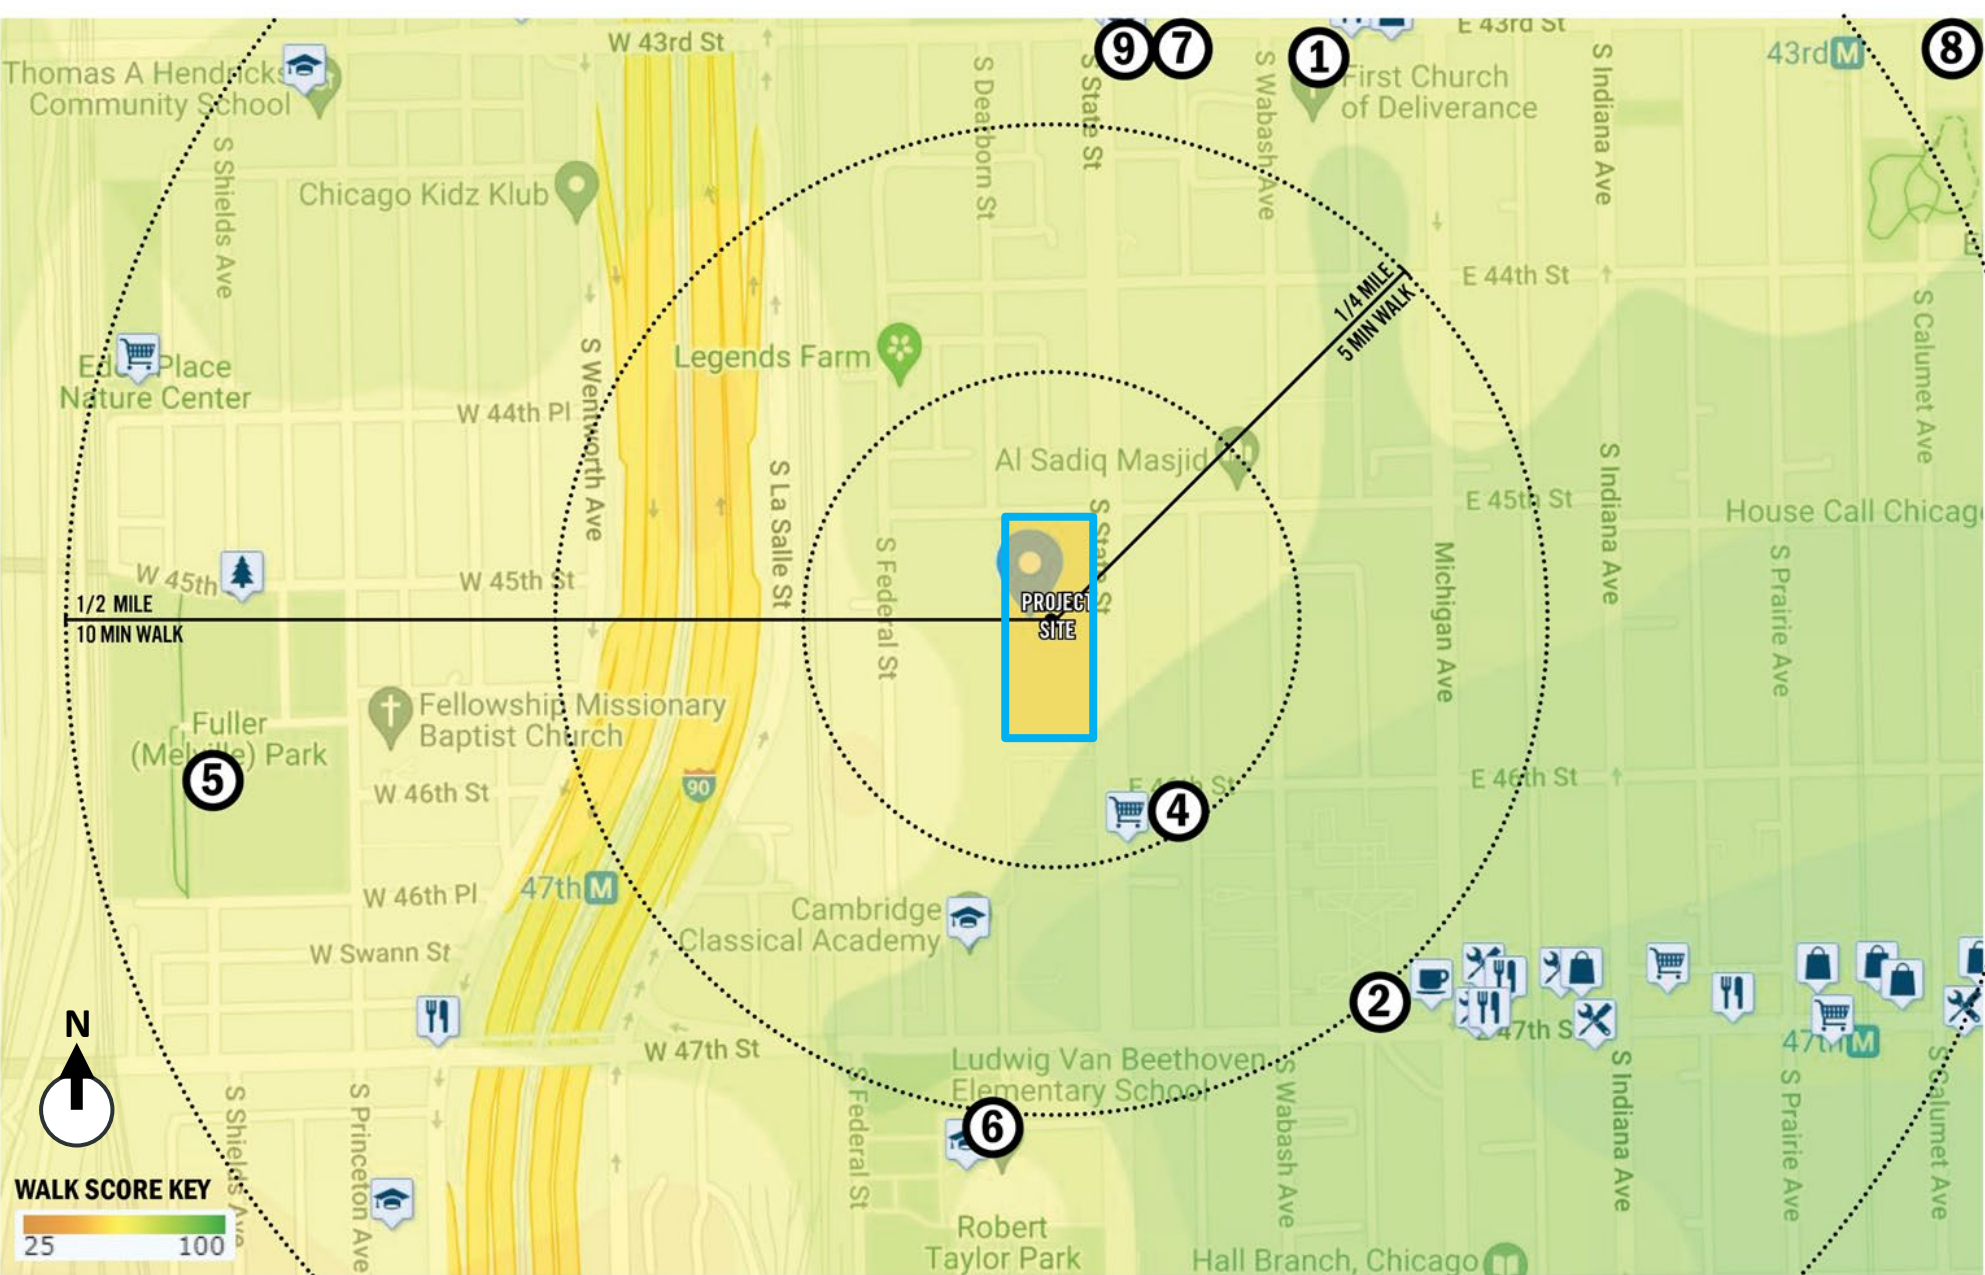 W 43rd St
9
7
1
E 43rd St
43rd M
8
Thomas A Hendricks
Community School
First Church
of Deliverance
S Shields Ave
S Dearborn St
S State St
S Wabash Ave
S Indiana Ave
Chicago Kidz Klub
1/4 MILE
5 MIN WALK
E 44th St
S Calumet Ave
Place
Nature Center
S Wentworth Ave
Legends Farm
W 44th Pl
Al Sadiq Masjid
S La Salle St
S Indiana Ave
E 45th St
House Call Chicag
S State St
S Federal St
Michigan Ave
S Prairie Ave
W 45th
W 45th St
1/2 MILE
10 MIN WALK
PROJECT
SITE
Fellowship Missionary
Baptist Church
Fuller
(Melville) Park
5
W 46th St
90
E 46th St
E 46th St
4
W 46th Pl
47th M
Cambridge
Classical Academy
W Swann St
2
N
W 47th St
E 47th S
47th M
Ludwig Van Beethoven
Elementary School
6
S Shields Ave
S Princeton Ave
S Federal St
S Wabash Ave
S Indiana Ave
S Prairie Ave
S Calumet Ave
WALK SCORE KEY
25
100
Robert
Taylor Park
Hall Branch, Chicago